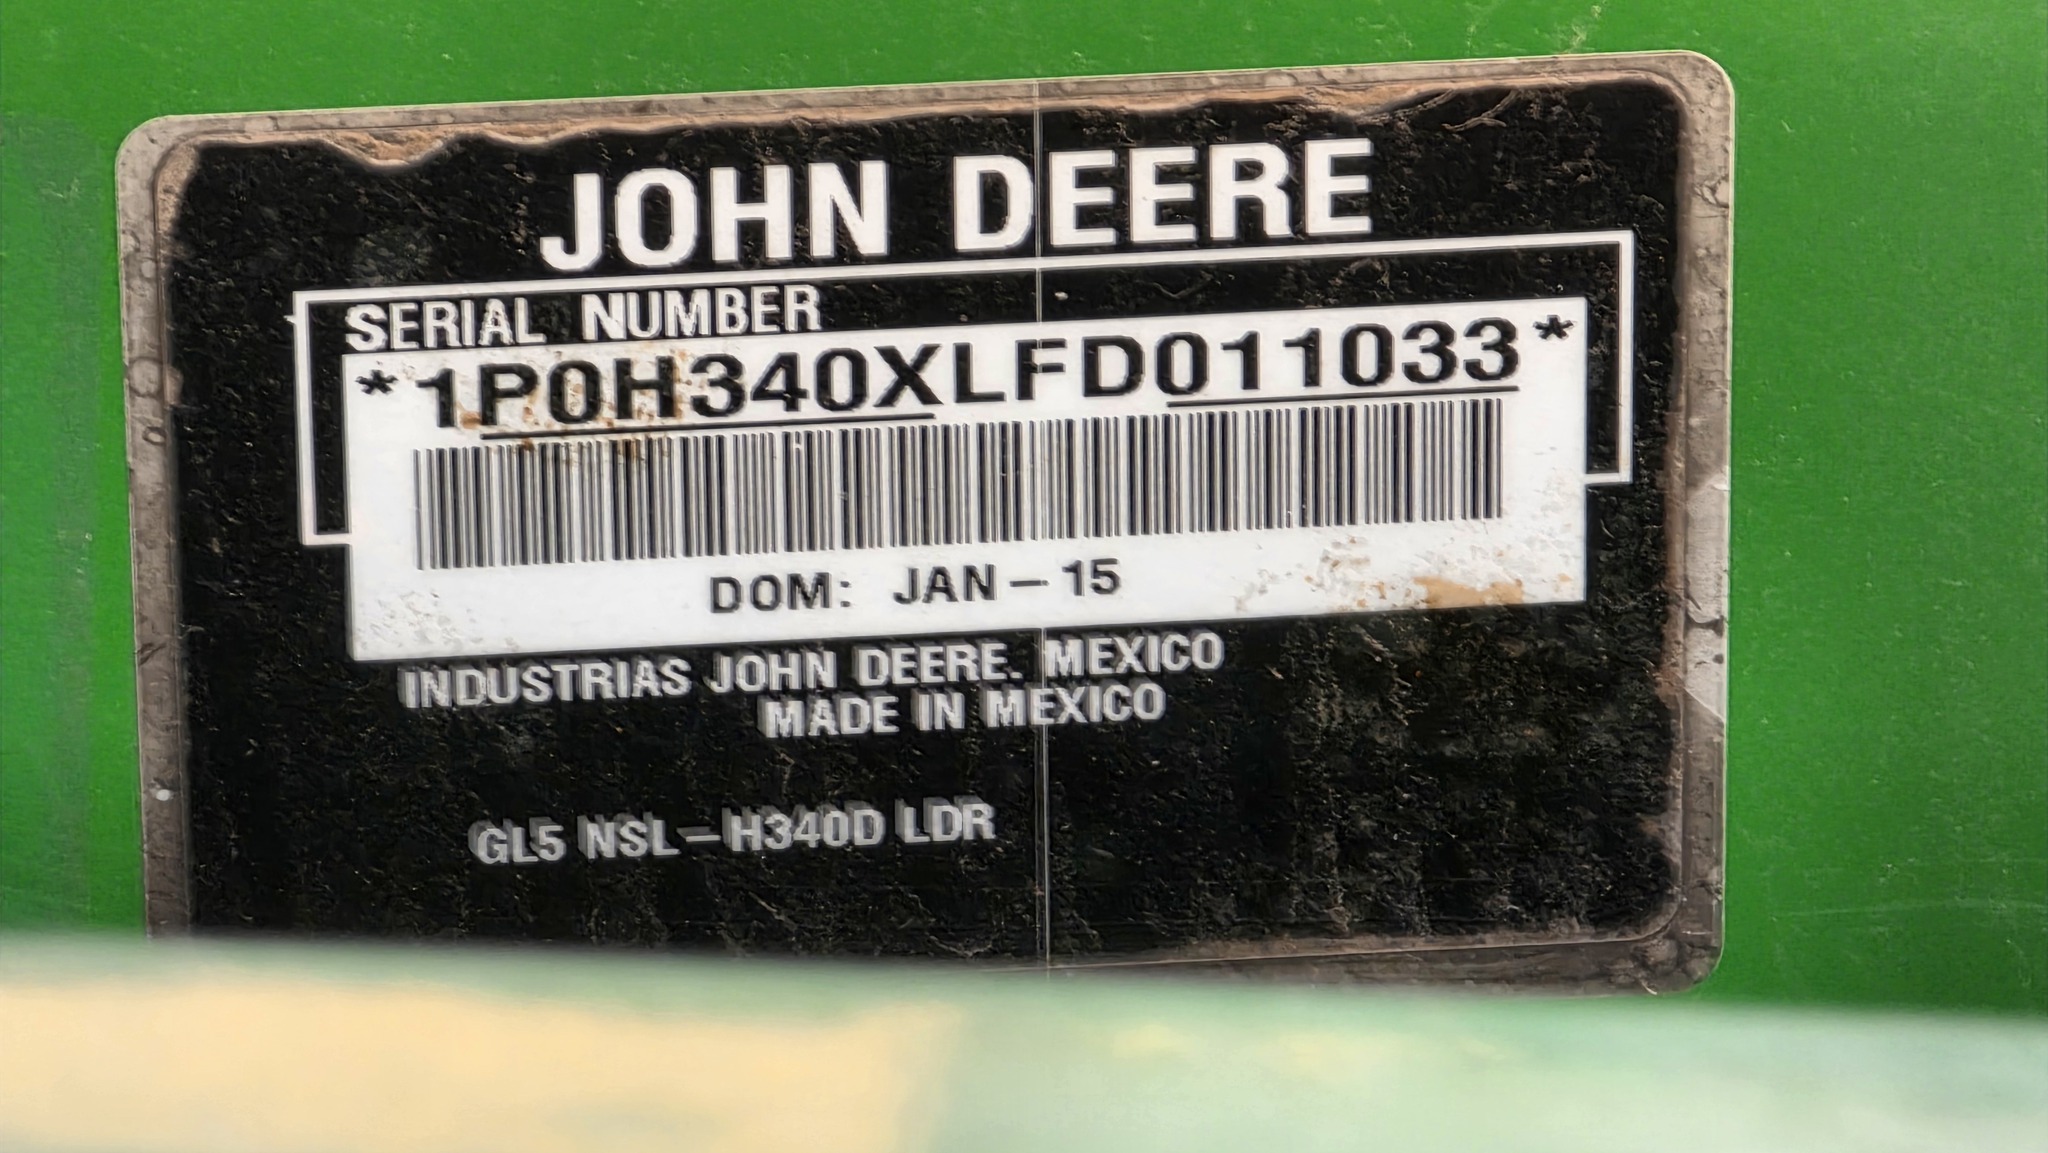 JOHN DEERE
SERIAL NUMBER
*1P0H340XLFD011033*
DOM: JAN-15
INDUSTRIAS JOHN DEERE. MEXICO
MADE IN MEXICO
GL5 NSL-H340D LDR